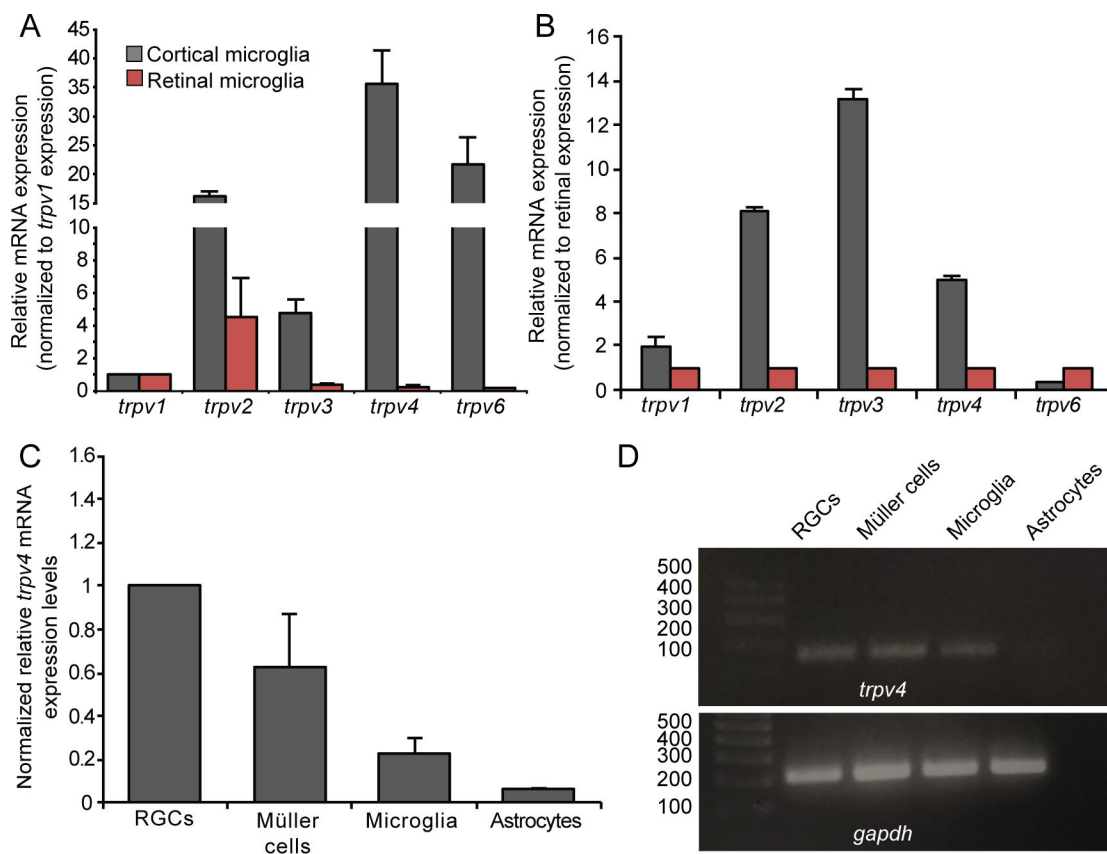 A
Relative mRNA expression
(normalized to trpv1 expression)
45
40
35
30
25
20
15
10
8
6
4
2
0
Cortical microglia
Retinal microglia
trpv1 trpv2 trpv3 trpv4 trpv6
B
Relative mRNA expression
(normalized to retinal expression)
16
14
12
10
8
6
4
2
0
trpv1 trpv2 trpv3 trpv4 trpv6
C
Normalized relative trpv4 mRNA
expression levels
1.6
1.4
1.2
1
0.8
0.6
0.4
0.2
0
RGCs Müller Microglia Astrocytes
cells
D
RGCs
Müller cells
Microglia
Astrocytes
500
400
300
200
100
trpv4
500
400
300
200
100
gapdh